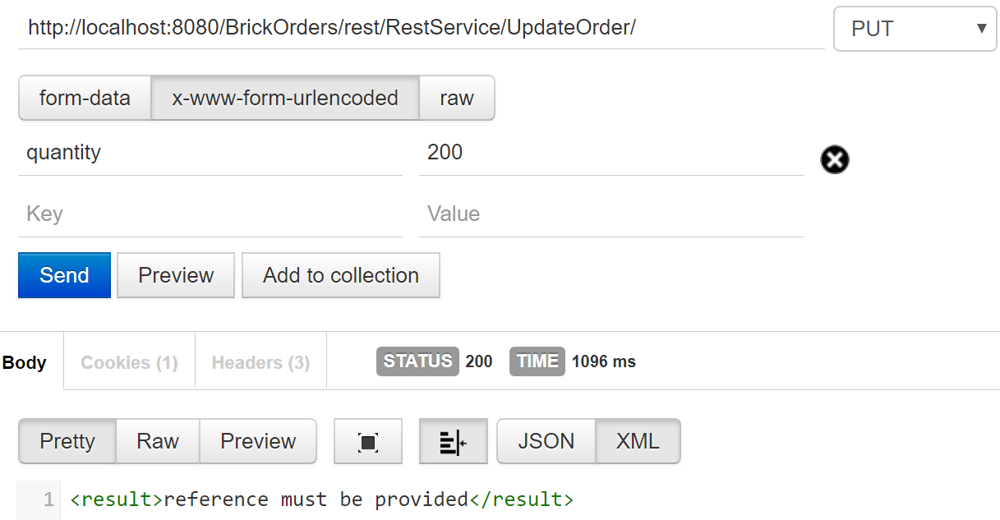 http://localhost:8080/BrickOrders/rest/RestService/UpdateOrder/ PUT
form-data x-www-form-urlencoded raw
quantity 200
Key Value
Send Preview Add to collection
Body Cookies (1) Headers (3) STATUS 200 TIME 1096 ms
Pretty Raw Preview JSON XML
1 <result>reference must be provided</result>